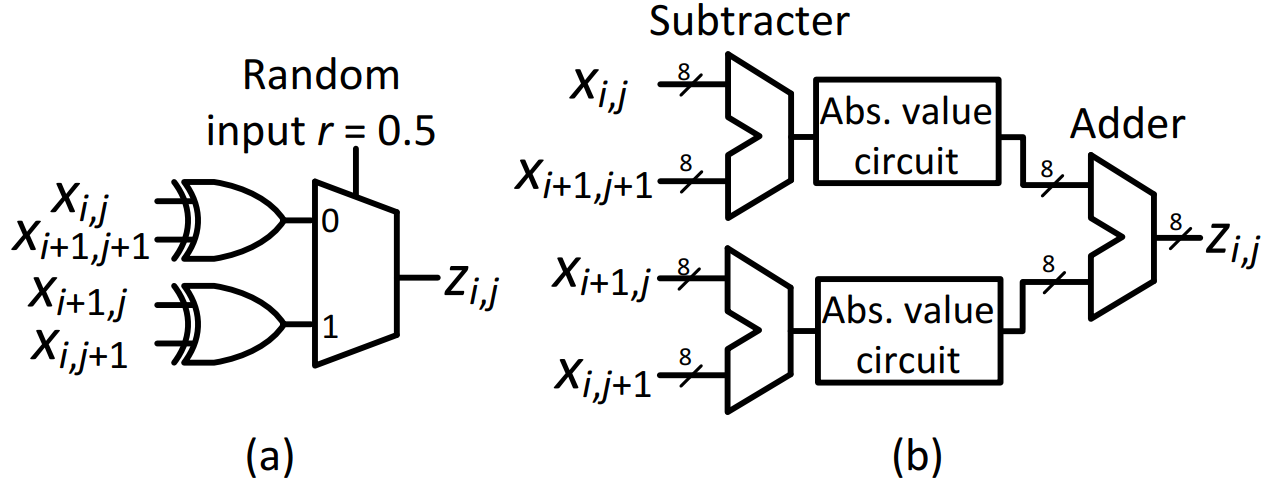 Random
input r = 0.5
x_{i,j}
x_{i+1,j+1}
x_{i+1,j}
x_{i,j+1}
0
1
z_{i,j}
(a)
Subtracter
x_{i,j}
8
x_{i+1,j+1}
8
x_{i+1,j}
8
x_{i,j+1}
8
Abs. value
circuit
Abs. value
circuit
Adder
8
8
8
z_{i,j}
(b)